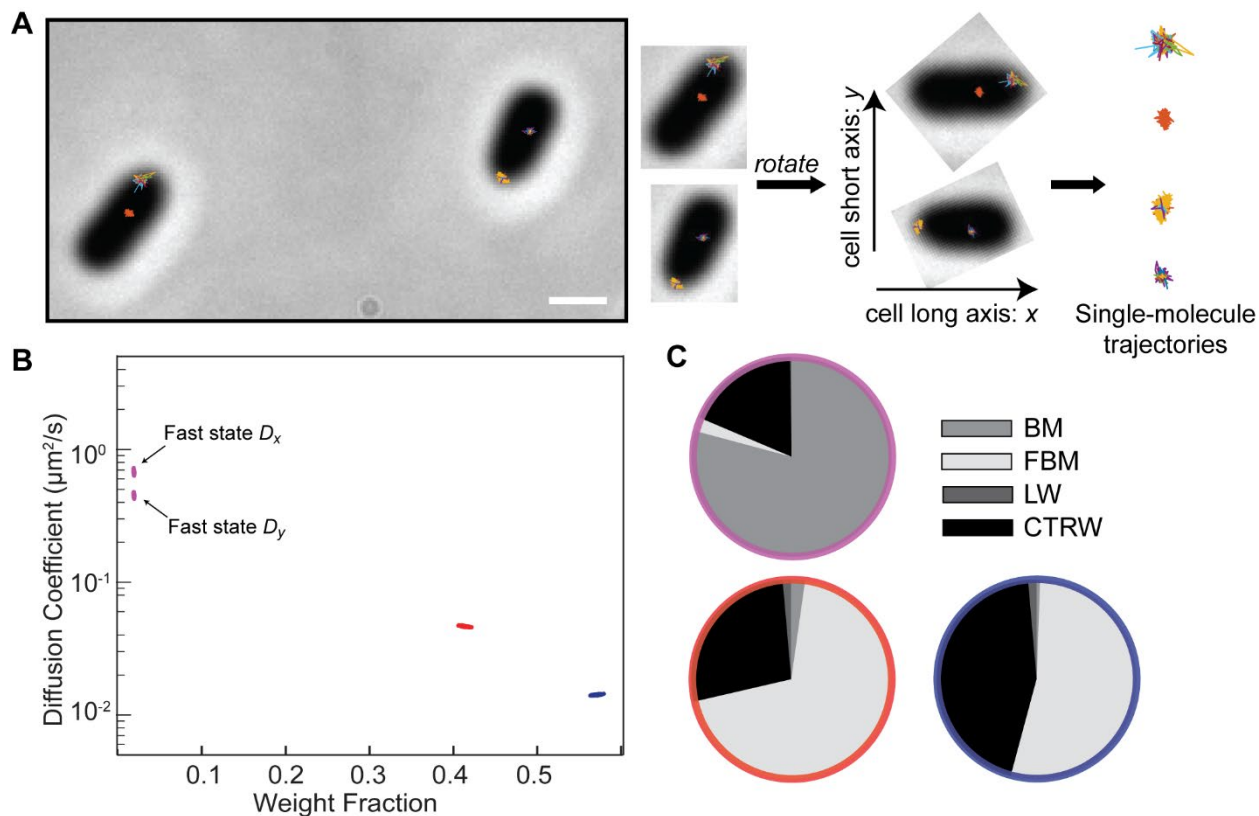 A
rotate
cell short axis: y
cell long axis: x
Single-molecule
trajectories
B
Diffusion Coefficient (μm²/s)
10⁰
10⁻¹
10⁻²
Fast state Dₓ
Fast state Dᵧ
0.1 0.2 0.3 0.4 0.5
Weight Fraction
C
BM
FBM
LW
CTRW